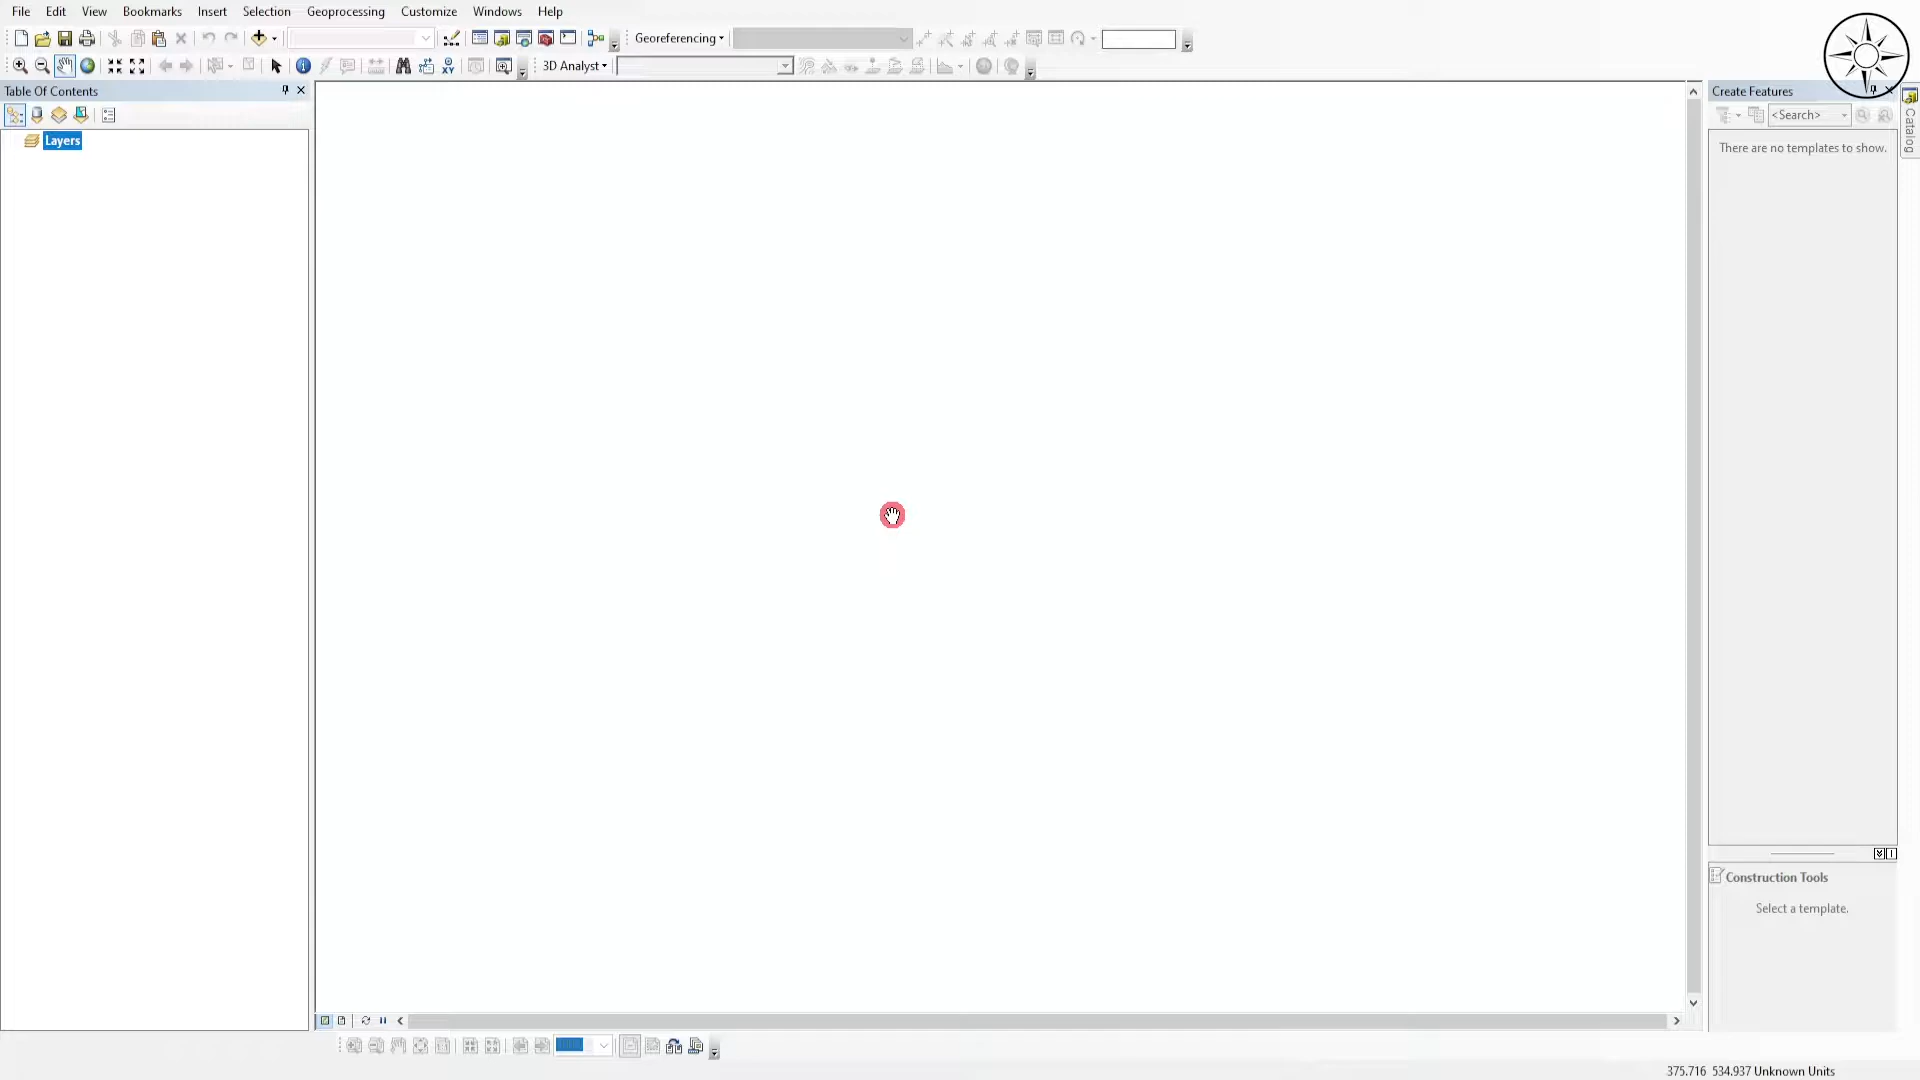 File Edit View Bookmarks Insert Selection Geoprocessing Customize Windows Help
Georeferencing
3D Analyst
Table Of Contents
Layers
Create Features
<Search>
There are no templates to show.
Catalog
Construction Tools
Select a template.
375.716 534.937 Unknown Units